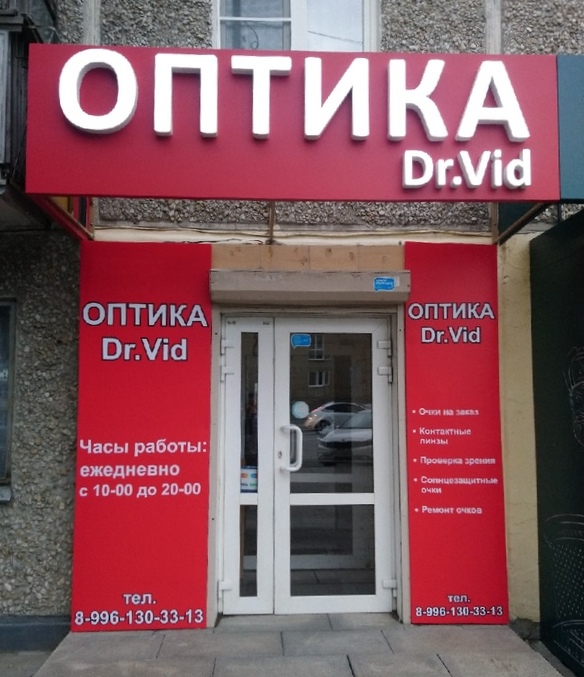 ОПТИКА
Dr.Vid
ОПТИКА
Dr.Vid
Часы работы:
ежедневно
с 10-00 до 20-00
тел.
8-996-130-33-13
ОПТИКА
Dr.Vid
• Очки на заказ
• Контактные
линзы
• Проверка зрения
• Солнцезащитные
очки
• Ремонт очков
тел.
8-996-130-33-13